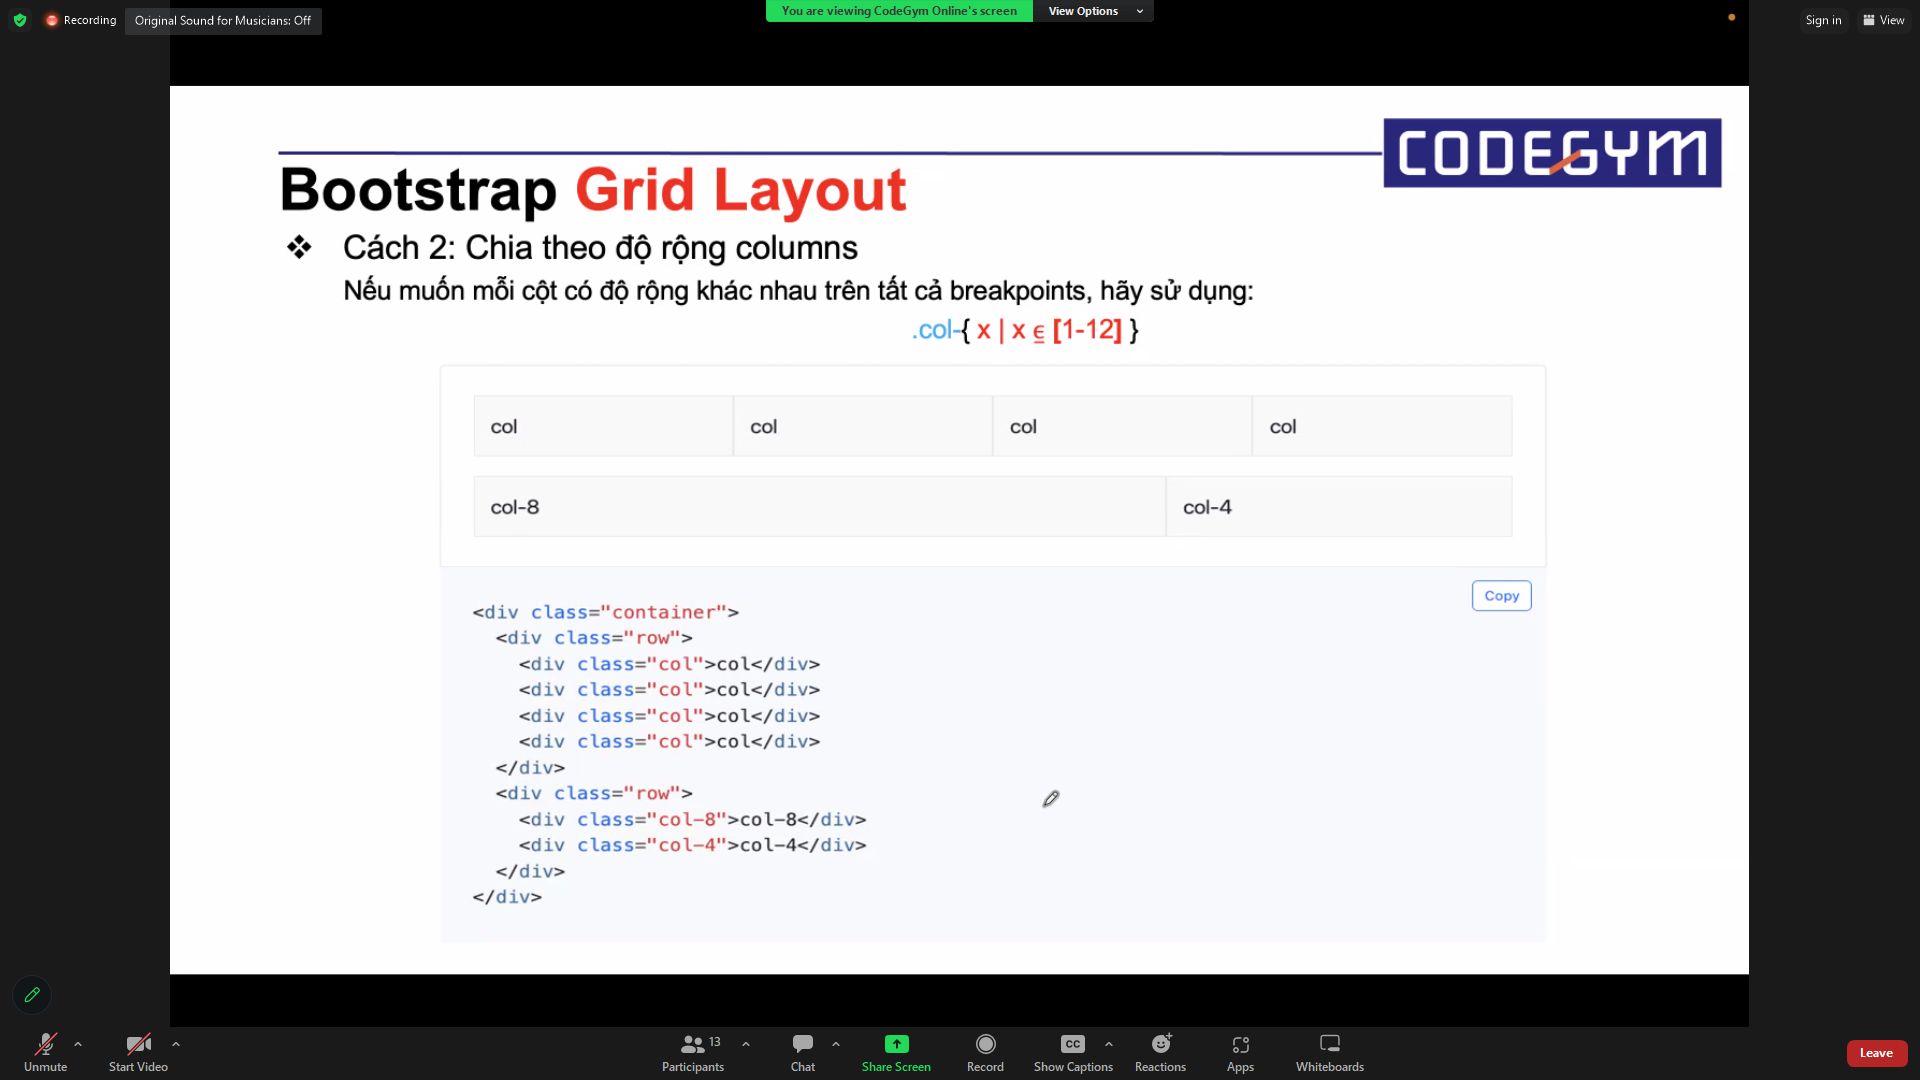 Recording
Original Sound for Musicians: Off
You are viewing CodeGym Online's screen
View Options
Sign in
View
CODEGYM
Bootstrap Grid Layout
❖ Cách 2: Chia theo độ rộng columns
Nếu muốn mỗi cột có độ rộng khác nhau trên tất cả breakpoints, hãy sử dụng:
.col-{ x | x ∈ [1-12] }
col col col col
col-8 col-4
Copy
<div class="container">
  <div class="row">
    <div class="col">col</div>
    <div class="col">col</div>
    <div class="col">col</div>
    <div class="col">col</div>
  </div>
  <div class="row">
    <div class="col-8">col-8</div>
    <div class="col-4">col-4</div>
  </div>
</div>
Unmute
Start Video
13
Participants
Chat
Share Screen
Record
CC
Show Captions
Reactions
Apps
Whiteboards
Leave